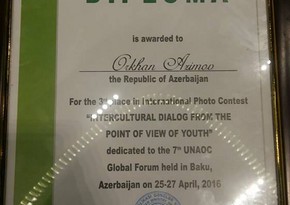 DIPLOMA
is awarded to
Orkhan Azimov
the Republic of Azerbaijan
For the 3 place in International Photo Contest
"INTERCULTURAL DIALOG FROM THE
POINT OF VIEW OF YOUTH"
dedicated to the 7th UNAOC
Global Forum held in Baku,
Azerbaijan on 25-27 April, 2016